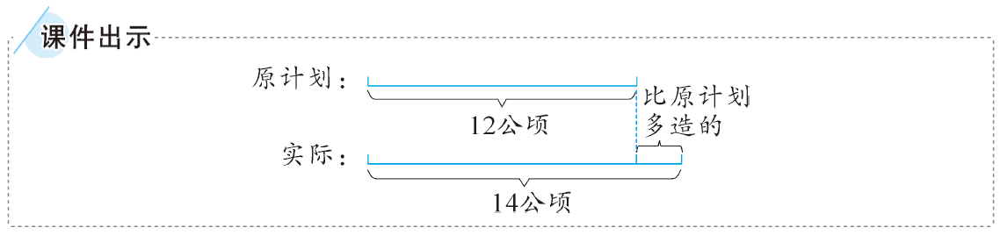 课件出示
原计划：
12公顷
比原计划
多造的
实际：
14公顷